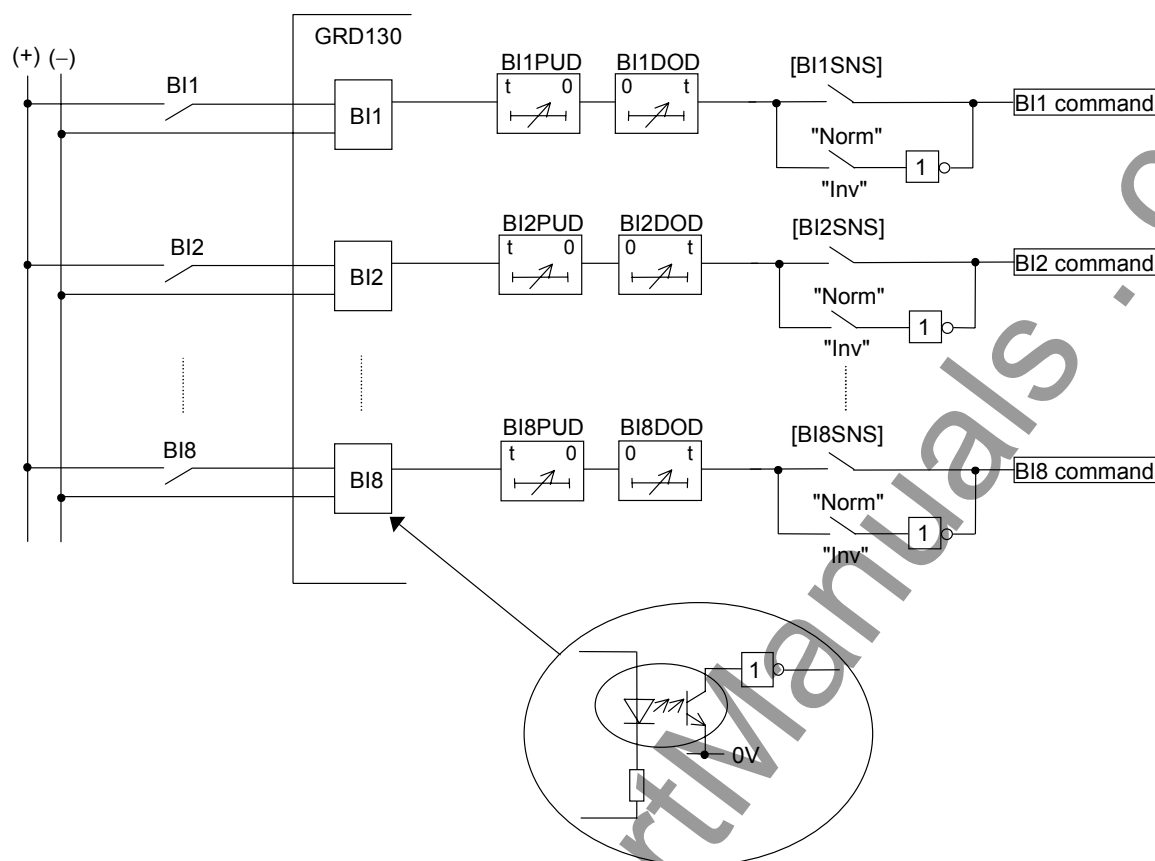 GRD130
(+) (−)
BI1
BI1
BI1PUD
t 0
BI1DOD
0 t
[BI1SNS]
"Norm"
"Inv"
1
BI1 command
BI2
BI2
BI2PUD
t 0
BI2DOD
0 t
[BI2SNS]
"Norm"
"Inv"
1
BI2 command
BI8
BI8
BI8PUD
t 0
BI8DOD
0 t
[BI8SNS]
"Norm"
"Inv"
1
BI8 command
1
0V
rtManuals .